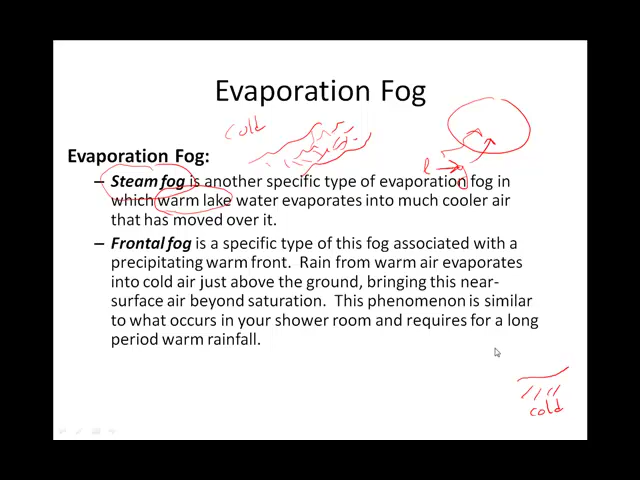 Evaporation Fog
cold
Evaporation Fog:
– Steam fog is another specific type of evaporation fog in
which warm lake water evaporates into much cooler air
that has moved over it.
– Frontal fog is a specific type of this fog associated with a
precipitating warm front. Rain from warm air evaporates
into cold air just above the ground, bringing this near-
surface air beyond saturation. This phenomenon is similar
to what occurs in your shower room and requires for a long
period warm rainfall.
cold